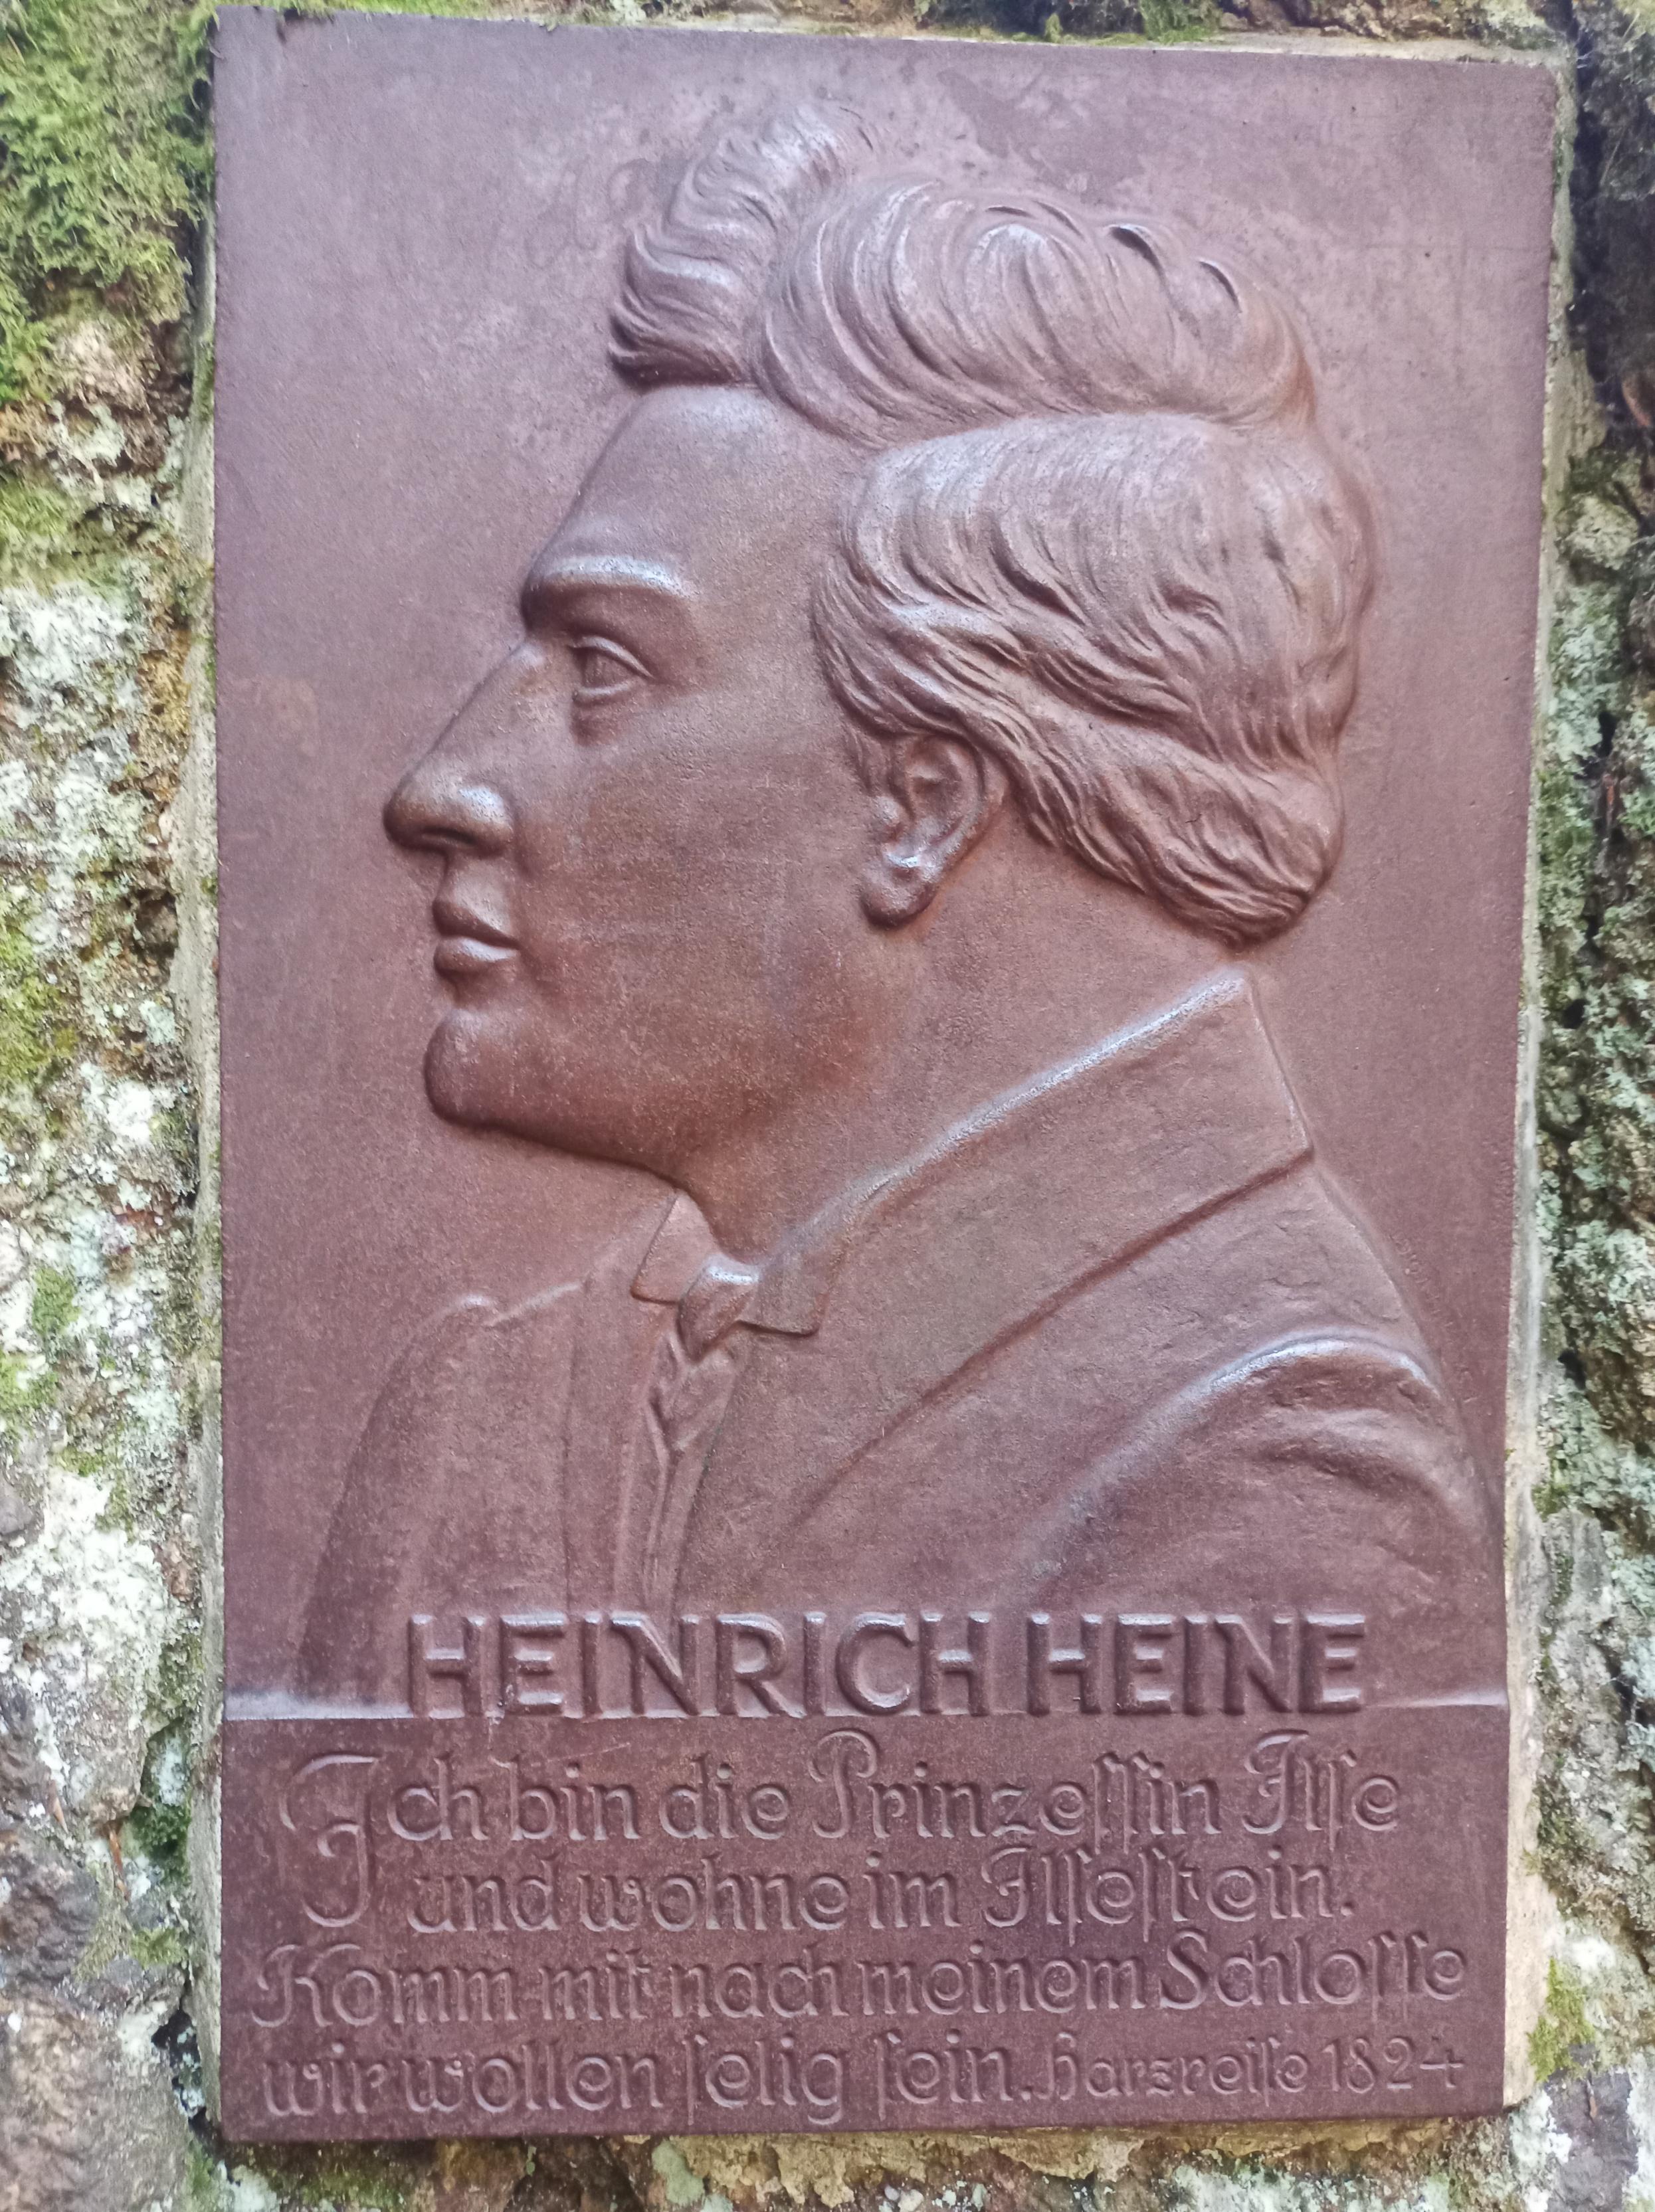 HEINRICH HEINE
Ich bin die Prinzeſſin Ilſe
und wohne im Ilſeſtein.
Komm mit nach meinem Schloſſe
wir wollen ſelig ſein. Harzreiſe 1824